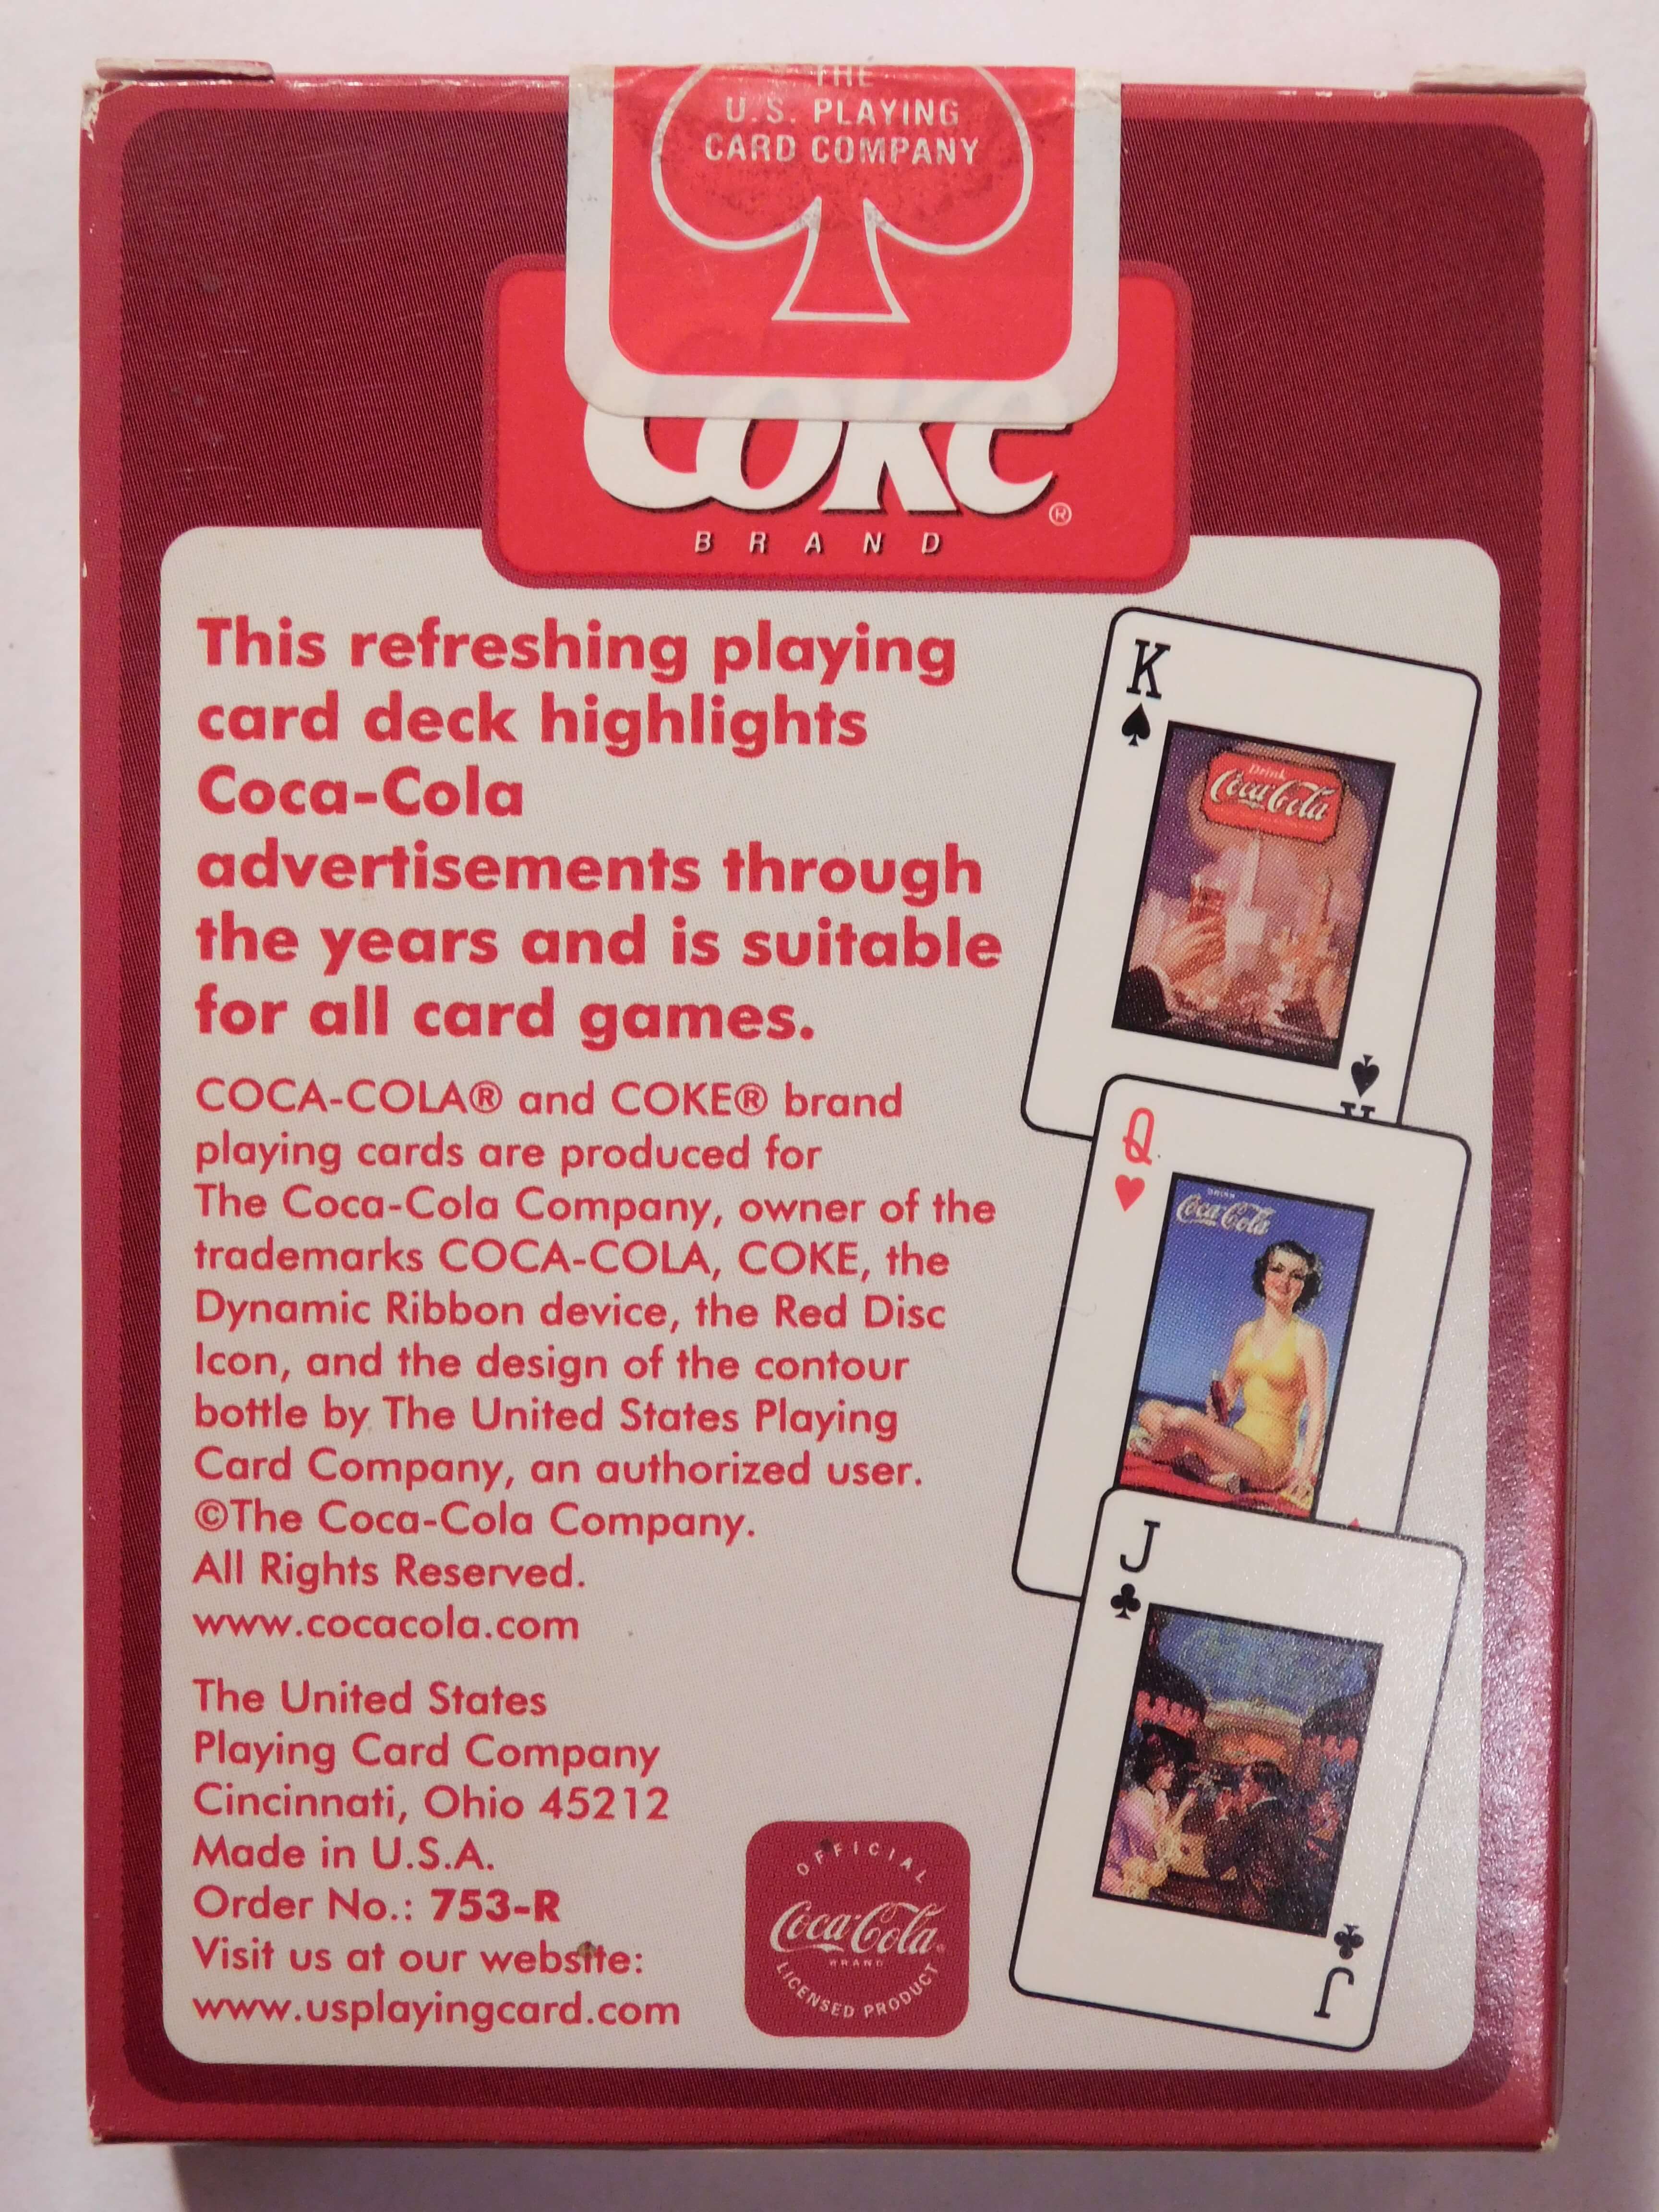 THE
U.S. PLAYING
CARD COMPANY
Coke®
BRAND
This refreshing playing
card deck highlights
Coca-Cola
advertisements through
the years and is suitable
for all card games.
COCA-COLA® and COKE® brand
playing cards are produced for
The Coca-Cola Company, owner of the
trademarks COCA-COLA, COKE, the
Dynamic Ribbon device, the Red Disc
Icon, and the design of the contour
bottle by The United States Playing
Card Company, an authorized user.
©The Coca-Cola Company.
All Rights Reserved.
www.cocacola.com
The United States
Playing Card Company
Cincinnati, Ohio 45212
Made in U.S.A.
Order No.: 753-R
Visit us at our website:
www.usplayingcard.com
OFFICIAL
Coca-Cola
BRAND
LICENSED PRODUCT
K
Drink
Coca-Cola
K
Q
DRINK
Coca-Cola
J
J